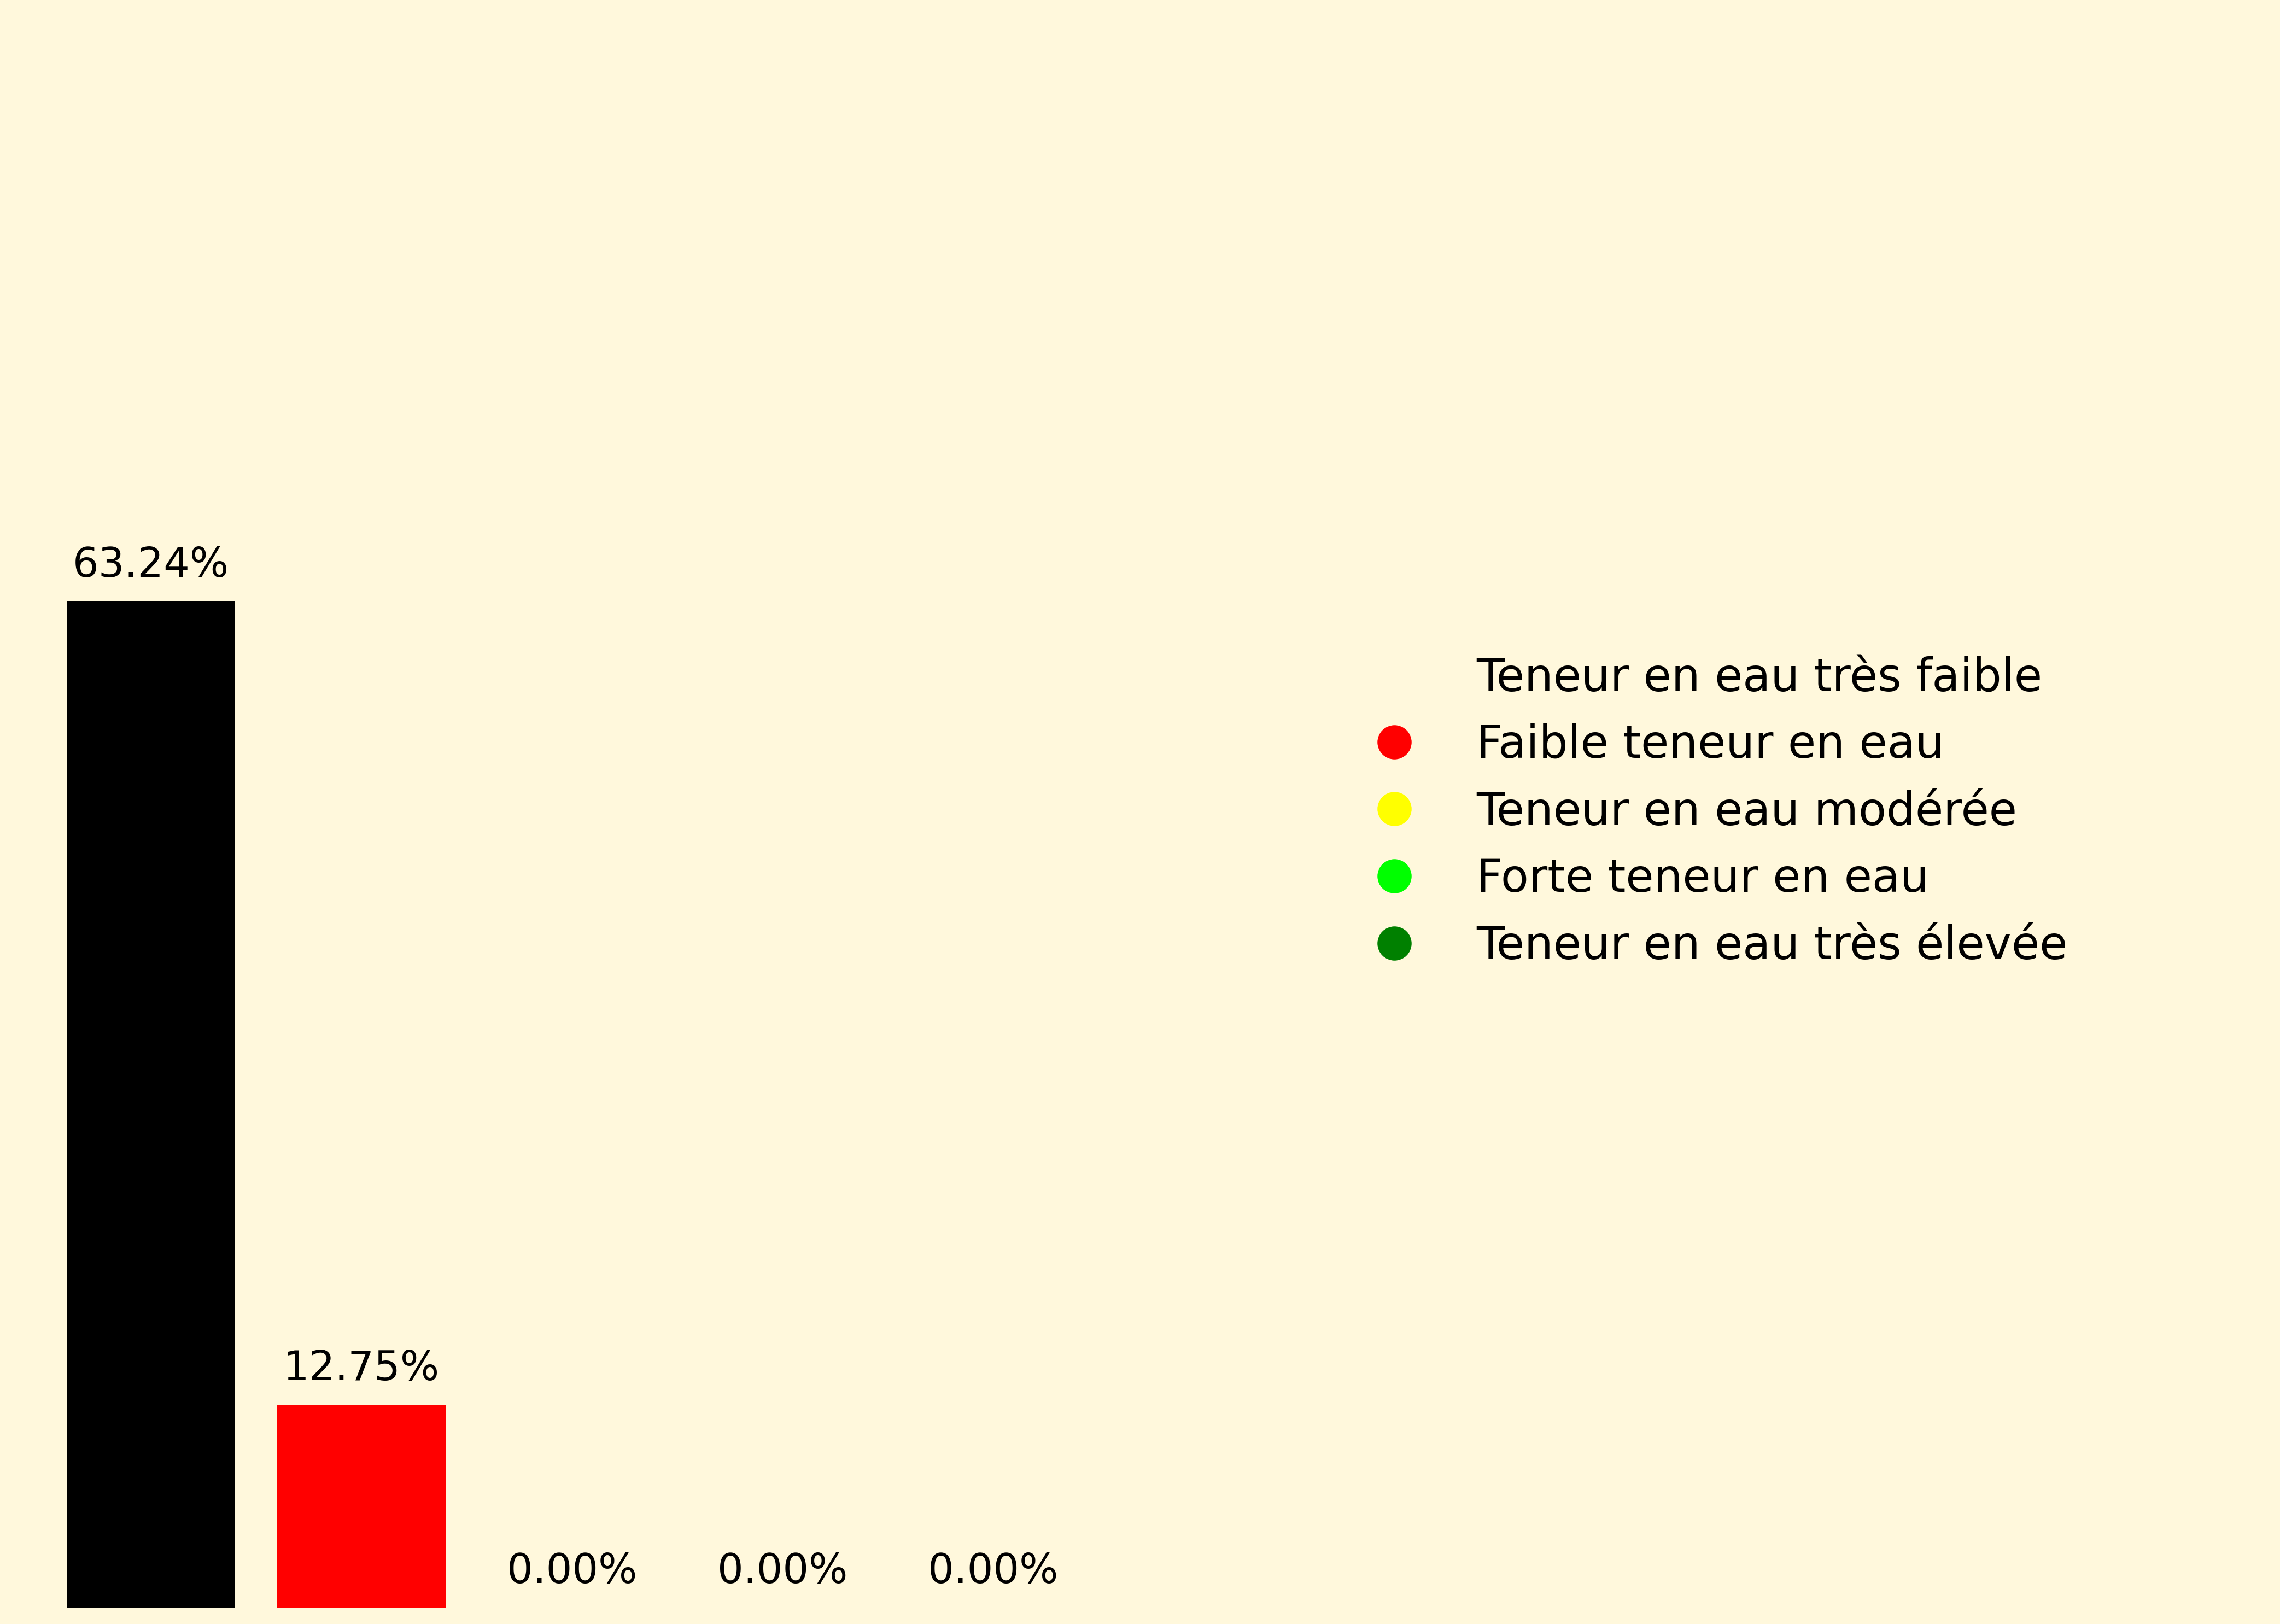 63.24%
12.75%
0.00%
0.00%
0.00%
Teneur en eau très faible
Faible teneur en eau
Teneur en eau modérée
Forte teneur en eau
Teneur en eau très élevée